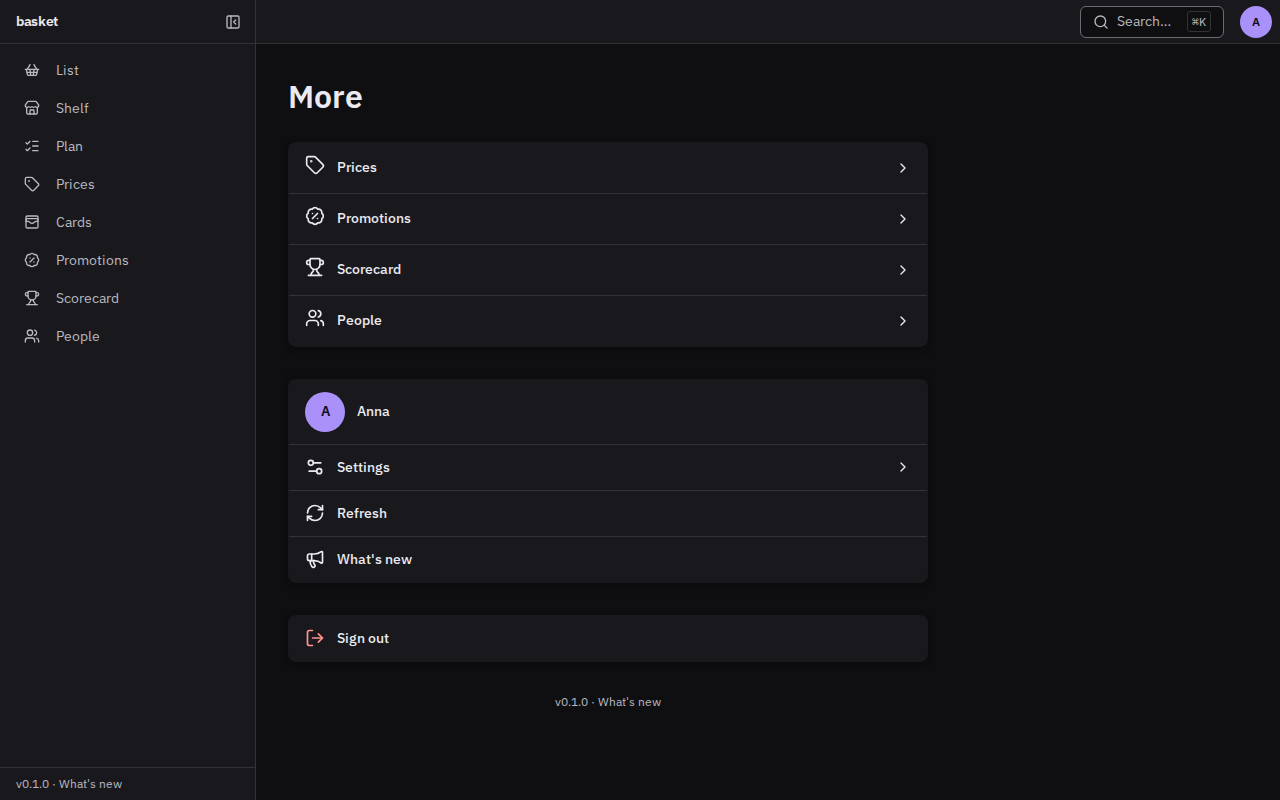 basket
Search... ⌘K
A
List
Shelf
Plan
Prices
Cards
Promotions
Scorecard
People
v0.1.0 · What's new
More
Prices
Promotions
Scorecard
People
A Anna
Settings
Refresh
What's new
Sign out
v0.1.0 · What's new